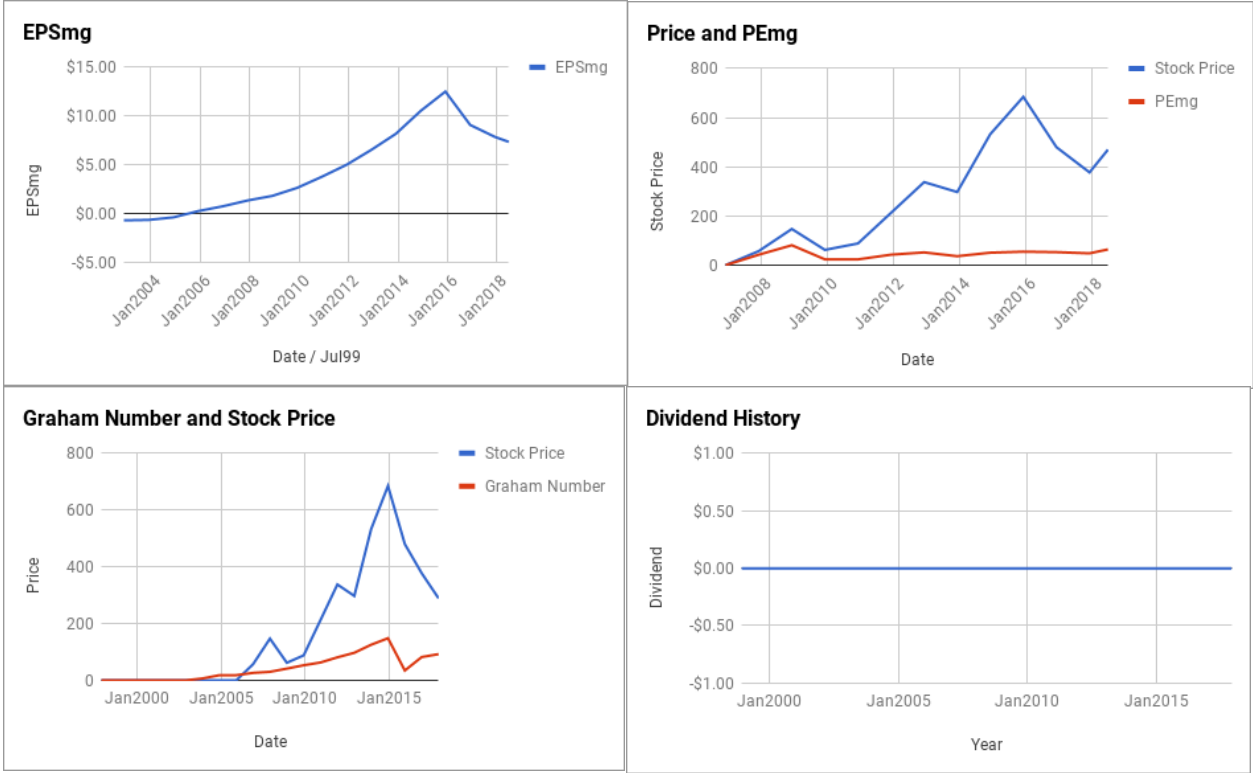 EPSmg
EPSmg
$15.00
$10.00
$5.00
$0.00
-$5.00
EPSmg
Jan2004
Jan2006
Jan2008
Jan2010
Jan2012
Jan2014
Jan2016
Jan2018
Date / Jul99
Price and PEmg
Stock Price
PEmg
800
600
400
200
0
Stock Price
Jan2008
Jan2010
Jan2012
Jan2014
Jan2016
Jan2018
Date
Graham Number and Stock Price
Stock Price
Graham Number
800
600
400
200
0
Price
Jan2000
Jan2005
Jan2010
Jan2015
Date
Dividend History
$1.00
$0.50
$0.00
-$0.50
-$1.00
Dividend
Jan2000
Jan2005
Jan2010
Jan2015
Year